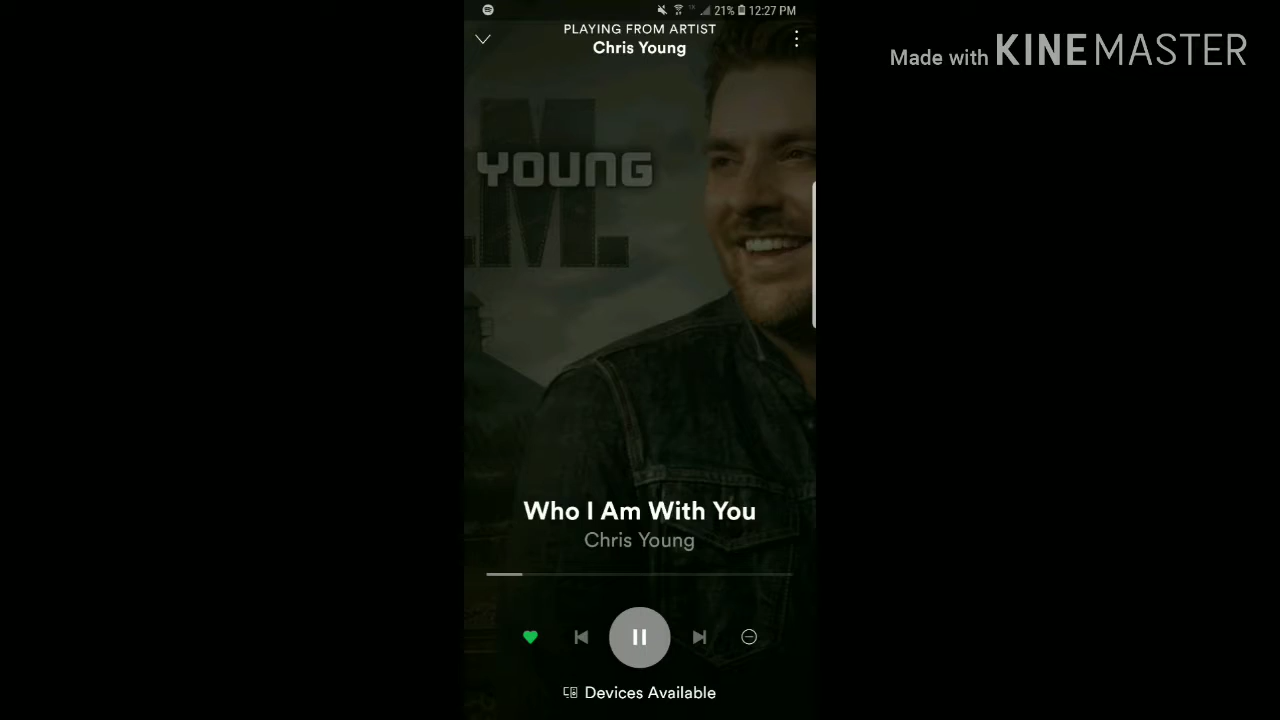 21% 12:27 PM
PLAYING FROM ARTIST
Chris Young
Made with KINEMASTER
M.
YOUNG
Who I Am With You
Chris Young
Devices Available